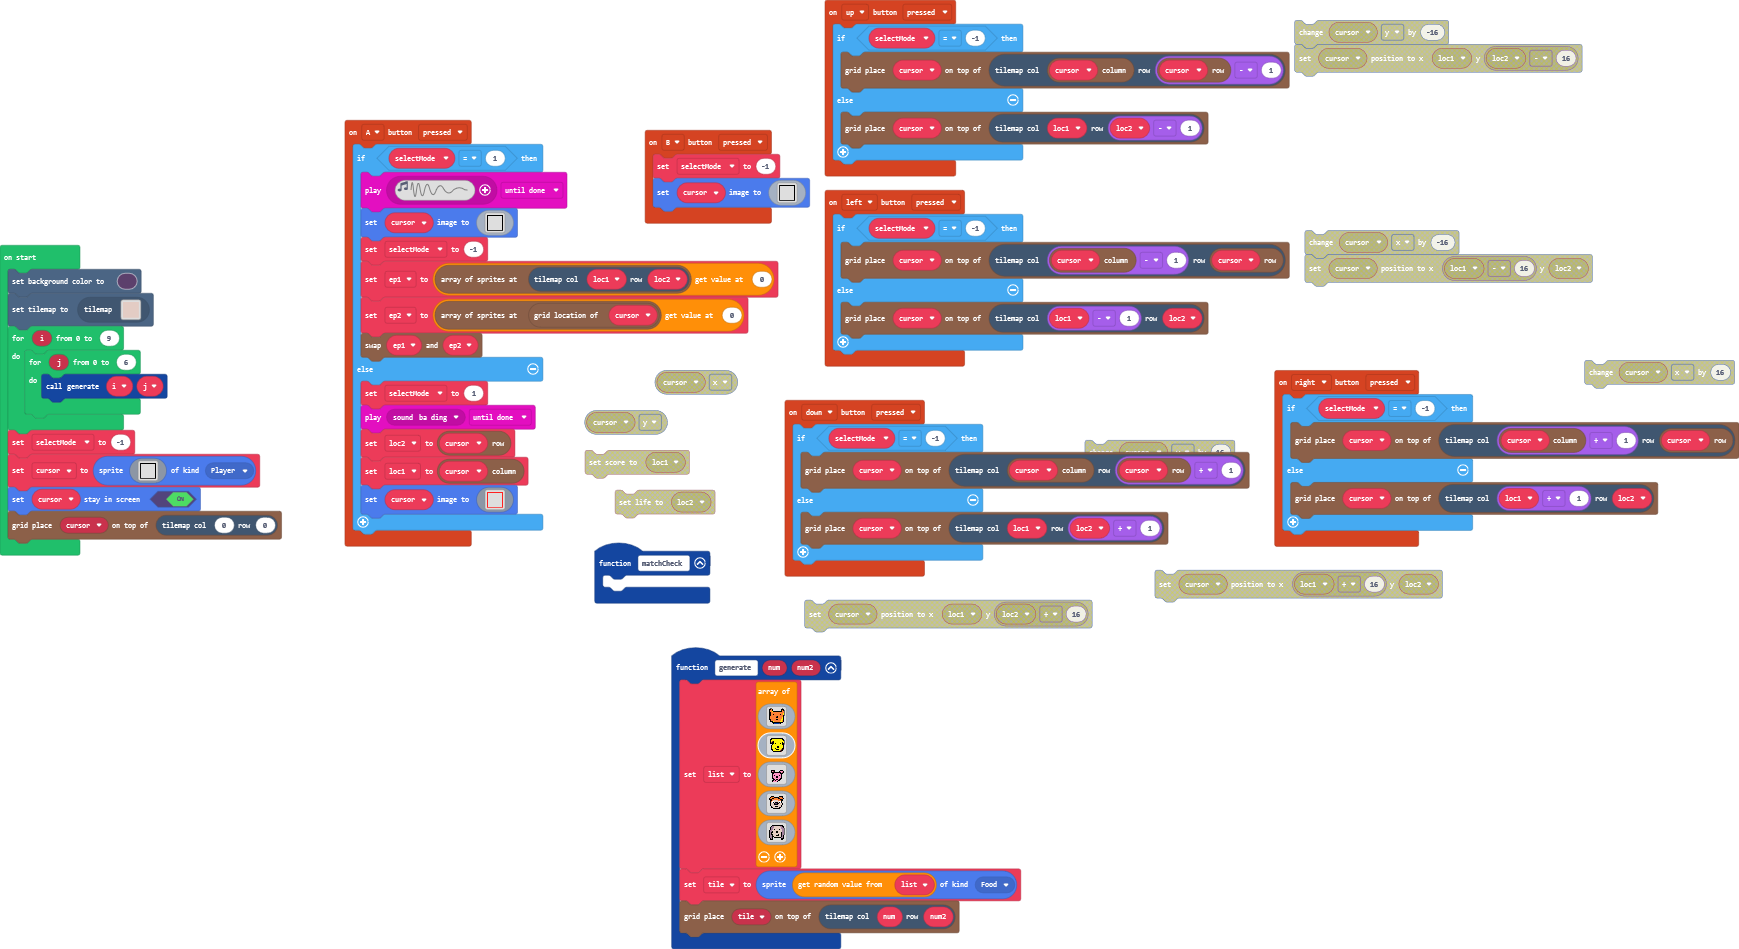 on start
set background color to
set tilemap to tilemap
for i from 0 to 9
do
for j from 0 to 6
do
call generate i j
set selectMode to -1
set cursor to sprite of kind Player
set cursor stay in screen ON
grid place cursor on top of tilemap col 0 row 0
on A button pressed
if selectMode = 1 then
play until done
set cursor image to
set selectMode to -1
set ep1 to array of sprites at tilemap col loc1 row loc2 get value at 0
set ep2 to array of sprites at grid location of cursor get value at 0
swap ep1 and ep2
else
set selectMode to 1
play sound ba ding until done
set loc2 to cursor row
set loc1 to cursor column
set cursor image to
on B button pressed
set selectMode to -1
set cursor image to
cursor x
cursor y
set score to loc1
set life to loc2
function matchCheck
on up button pressed
if selectMode = -1 then
grid place cursor on top of tilemap col cursor column row cursor row - 1
else
grid place cursor on top of tilemap col loc1 row loc2 - 1
change cursor y by -16
set cursor position to x loc1 y loc2 - 16
on left button pressed
if selectMode = -1 then
grid place cursor on top of tilemap col cursor column - 1 row cursor row
else
grid place cursor on top of tilemap col loc1 - 1 row loc2
change cursor x by -16
set cursor position to x loc1 - 16 y loc2
on down button pressed
if selectMode = -1 then
grid place cursor on top of tilemap col cursor column row cursor row + 1
else
grid place cursor on top of tilemap col loc1 row loc2 + 1
set cursor position to x loc1 y loc2 + 16
on right button pressed
if selectMode = -1 then
grid place cursor on top of tilemap col cursor column + 1 row cursor row
else
grid place cursor on top of tilemap col loc1 + 1 row loc2
change cursor x by 16
set cursor position to x loc1 + 16 y loc2
function generate num num2
array of
set list to
set tile to sprite get random value from list of kind Food
grid place tile on top of tilemap col num row num2